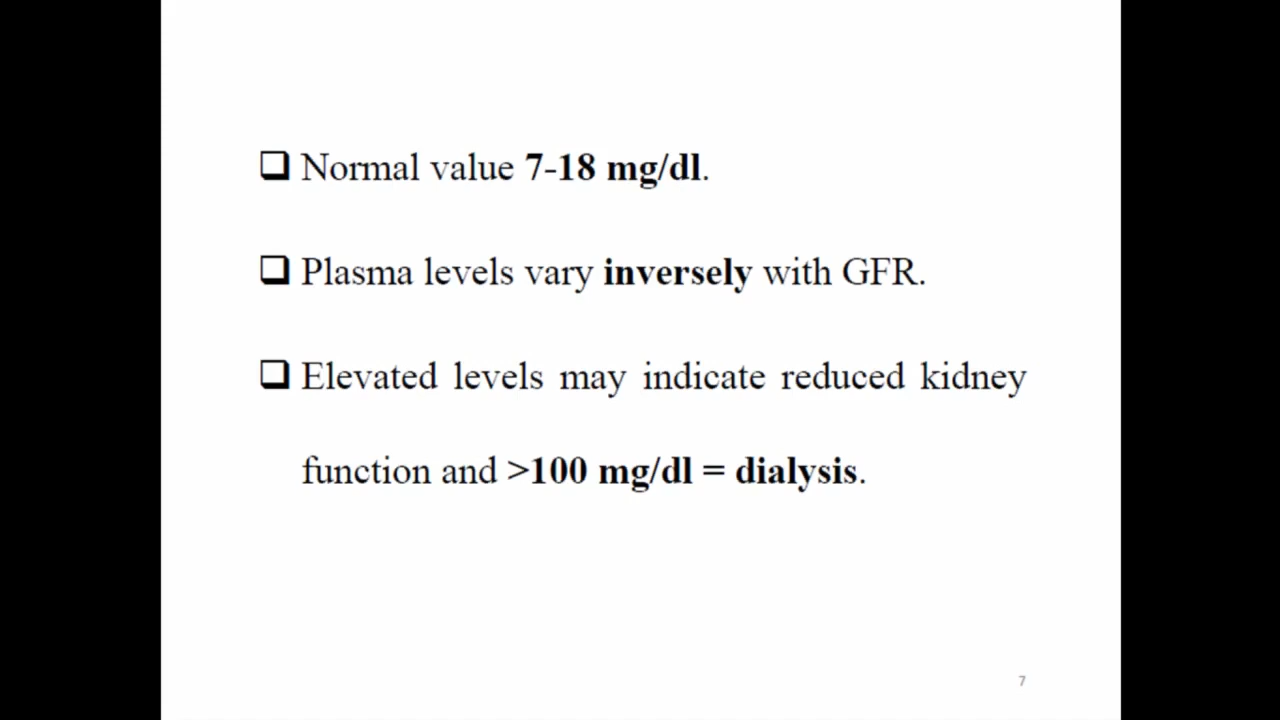 ❑ Normal value 7-18 mg/dl.
❑ Plasma levels vary inversely with GFR.
❑ Elevated levels may indicate reduced kidney
function and >100 mg/dl = dialysis.
7